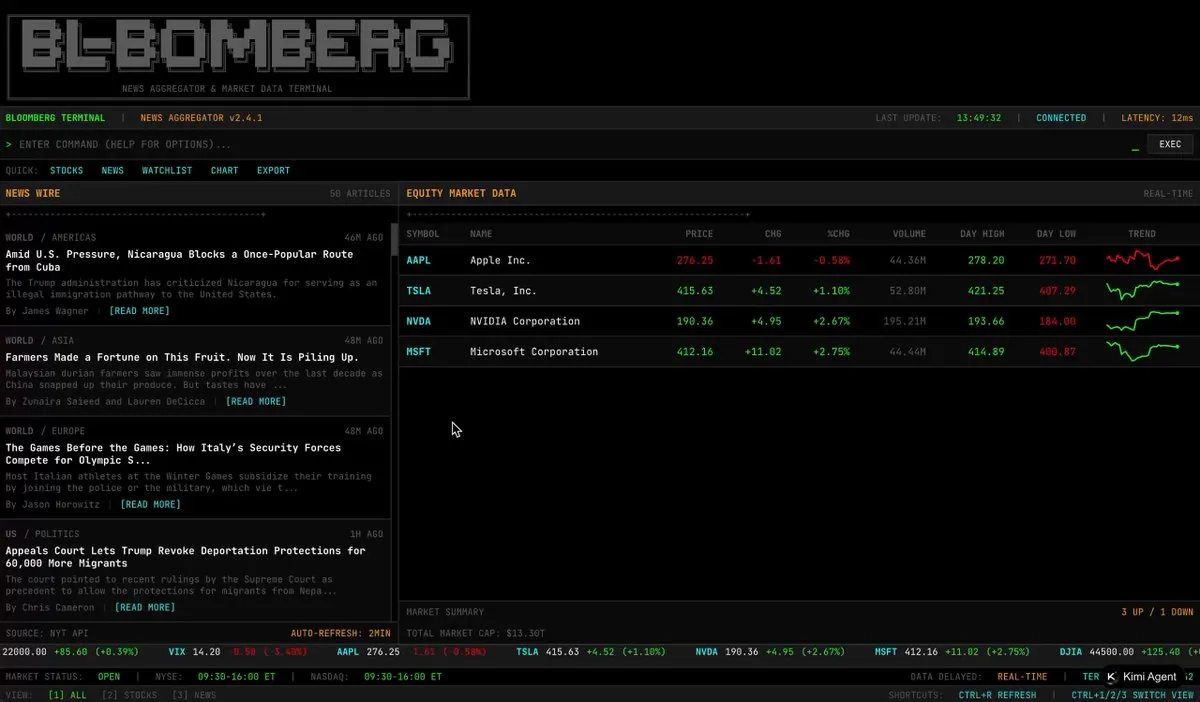 BL-BOMBERG
NEWS AGGREGATOR & MARKET DATA TERMINAL
BLOOMBERG TERMINAL | NEWS AGGREGATOR v2.4.1 LAST UPDATE: 13:49:32 | CONNECTED | LATENCY: 12ms
> ENTER COMMAND (HELP FOR OPTIONS)... _ EXEC
QUICK: STOCKS NEWS WATCHLIST CHART EXPORT
NEWS WIRE 50 ARTICLES
WORLD / AMERICAS 46M AGO
Amid U.S. Pressure, Nicaragua Blocks a Once-Popular Route
from Cuba
The Trump administration has criticized Nicaragua for serving as an
illegal immigration pathway to the United States.
By James Wagner | [READ MORE]
WORLD / ASIA 48M AGO
Farmers Made a Fortune on This Fruit. Now It Is Piling Up.
Malaysian durian farmers saw immense profits over the last decade as
China snapped up their produce. But tastes have ...
By Zunaira Saieed and Lauren DeCicca | [READ MORE]
WORLD / EUROPE 48M AGO
The Games Before the Games: How Italy’s Security Forces
Compete for Olympic S...
Most Italian athletes at the Winter Games subsidize their training
by joining the police or the military, which vie t...
By Jason Horowitz | [READ MORE]
US / POLITICS 1H AGO
Appeals Court Lets Trump Revoke Deportation Protections for
60,000 More Migrants
The court pointed to recent rulings by the Supreme Court as
precedent to allow the protections for migrants from Nepa...
By Chris Cameron | [READ MORE]
SOURCE: NYT API AUTO-REFRESH: 2MIN
EQUITY MARKET DATA REAL-TIME
SYMBOL NAME PRICE CHG %CHG VOLUME DAY HIGH DAY LOW TREND
AAPL Apple Inc. 276.25 -1.61 -0.58% 44.36M 278.20 271.70
TSLA Tesla, Inc. 415.63 +4.52 +1.10% 52.80M 421.25 407.29
NVDA NVIDIA Corporation 190.36 +4.95 +2.67% 195.21M 193.66 184.00
MSFT Microsoft Corporation 412.16 +11.02 +2.75% 44.44M 414.89 400.87
MARKET SUMMARY 3 UP / 1 DOWN
TOTAL MARKET CAP: $13.30T
22000.00 +85.60 (+0.39%) VIX 14.20 -0.50 (-3.40%) AAPL 276.25 -1.61 (-0.58%) TSLA 415.63 +4.52 (+1.10%) NVDA 190.36 +4.95 (+2.67%) MSFT 412.16 +11.02 (+2.75%) DJIA 44500.00 +125.40
MARKET STATUS: OPEN | NYSE: 09:30-16:00 ET | NASDAQ: 09:30-16:00 ET DATA DELAYED: REAL-TIME | TER
Kimi Agent
VIEW: [1] ALL [2] STOCKS [3] NEWS SHORTCUTS: CTRL+R REFRESH | CTRL+1/2/3 SWITCH VIEW